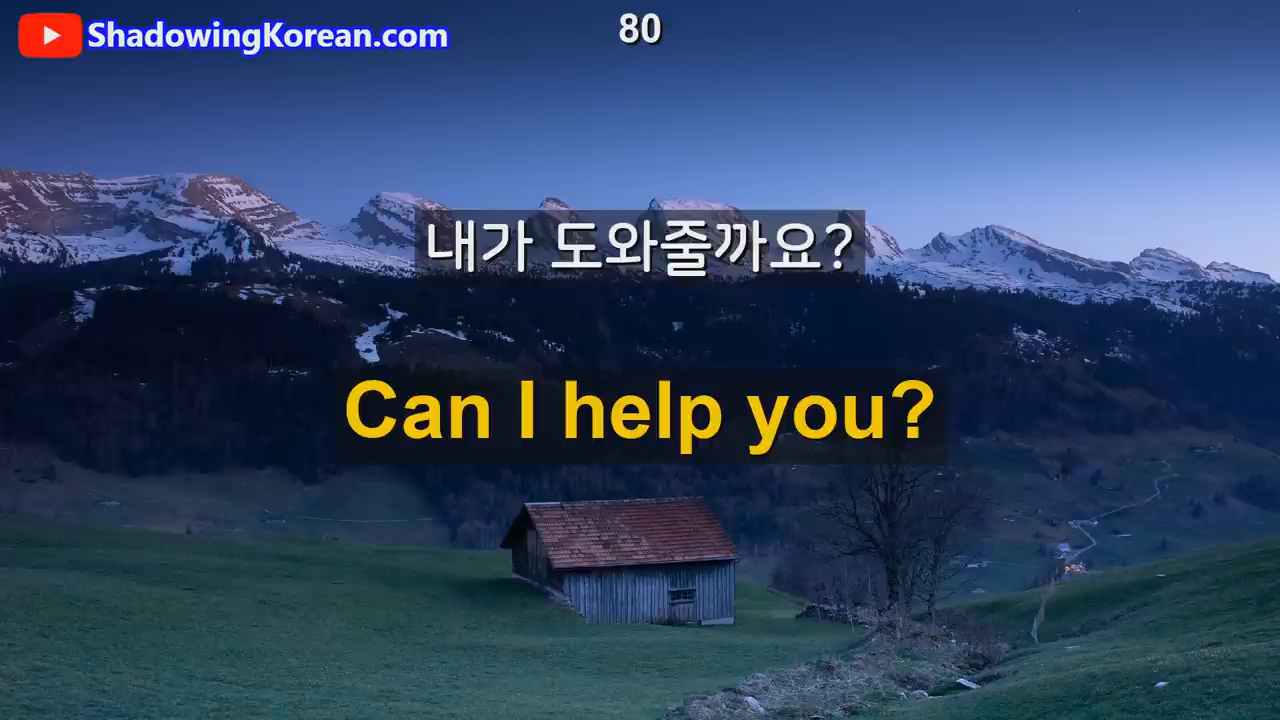 ShadowingKorean.com
80
내가 도와줄까요?
Can I help you?